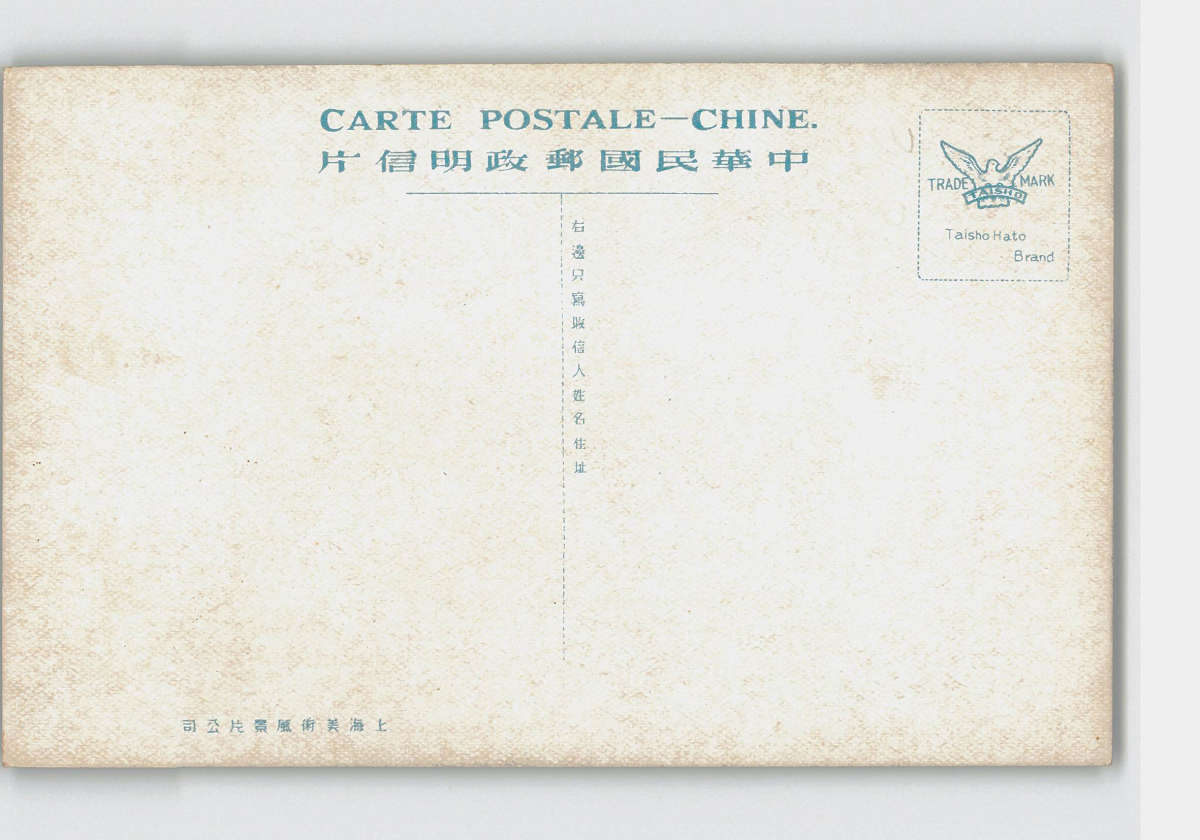 CARTE POSTALE—CHINE.
中華民國郵政明信片
TRADE MARK
TAISHO
Taisho Hato
Brand
右邊只寫收信人姓名住址
上海美術風景片公司